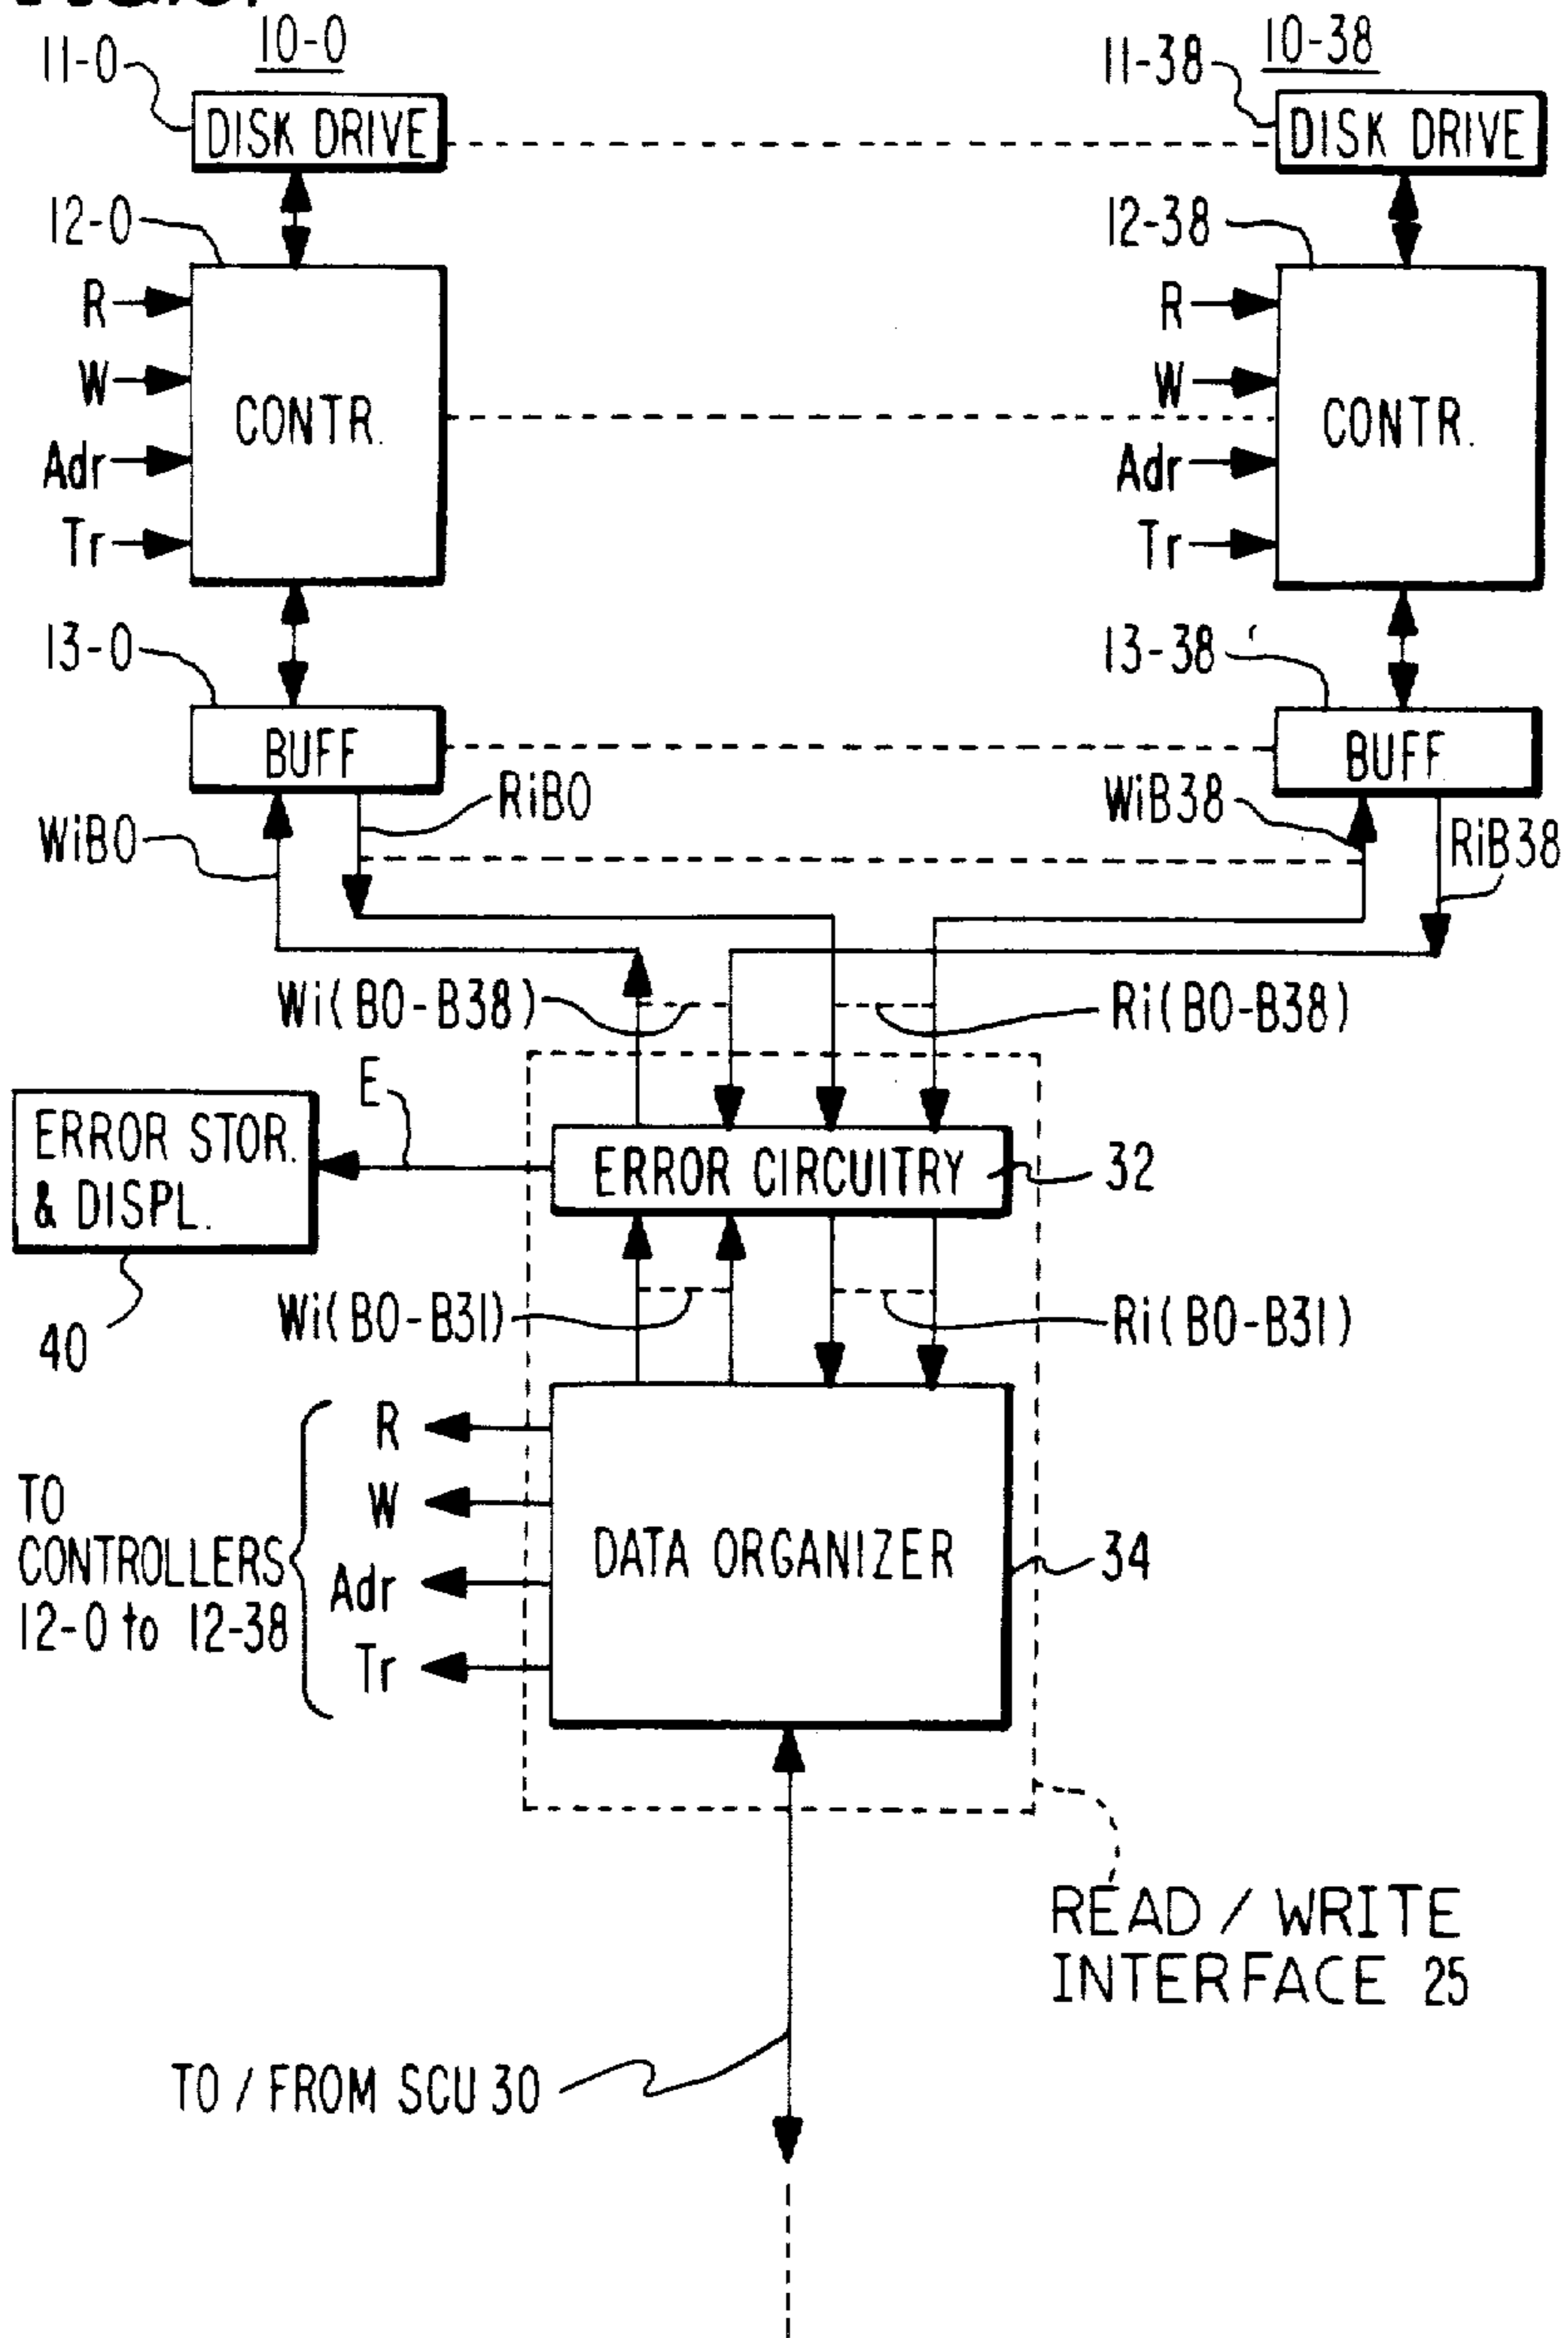 10-0
10-38
11-0
11-38
DISK DRIVE
DISK DRIVE
12-0
12-38
R
R
W
W
CONTR.
CONTR.
Adr
Adr
Tr
Tr
13-0
13-38
BUFF
BUFF
RiB0
WiB38
WiB0
RiB38
Wi(B0-B38)
Ri(B0-B38)
E
ERROR STOR.
& DISPL.
ERROR CIRCUITRY
32
40
Wi(B0-B31)
Ri(B0-B31)
R
W
Adr
Tr
TO
CONTROLLERS
12-0 to 12-38
DATA ORGANIZER
34
READ / WRITE
INTERFACE 25
TO / FROM SCU 30